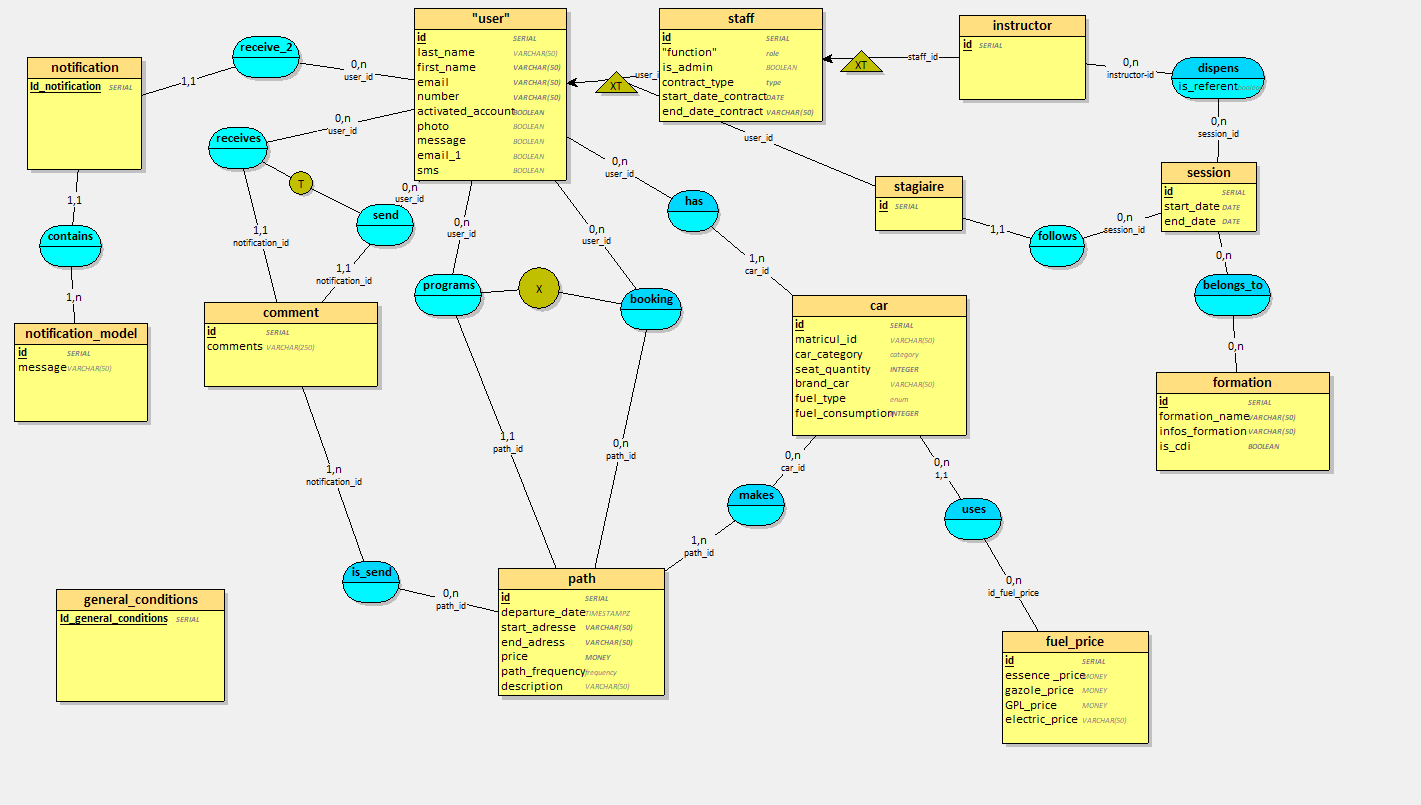 "user"
id SERIAL
last_name VARCHAR(50)
first_name VARCHAR(50)
email VARCHAR(50)
number VARCHAR(50)
activated_account BOOLEAN
photo BOOLEAN
message BOOLEAN
email_1 BOOLEAN
sms BOOLEAN
staff
id SERIAL
"function" role
is_admin BOOLEAN
contract_type type
start_date_contract DATE
end_date_contract VARCHAR(50)
instructor
id SERIAL
XT
staff_id
XT
user_i
0,n
instructor-id
dispens
is_referent
0,n
session_id
receive_2
0,n
user_id
1,1
notification
Id_notification SERIAL
receives
0,n
user_id
T
send
0,n
user_id
1,1
contains
1,n
1,1
notification_id
1,1
notification_id
0,n
user_id
0,n
user_id
0,n
user_id
has
1,n
car_id
user_id
stagiaire
id SERIAL
1,1
follows
0,n
session_id
session
id SERIAL
start_date DATE
end_date DATE
0,n
belongs_to
0,n
programs
X
booking
notification_model
id SERIAL
message VARCHAR(50)
comment
id SERIAL
comments VARCHAR(250)
car
id SERIAL
matricul_id VARCHAR(50)
car_category category
seat_quantity INTEGER
brand_car VARCHAR(50)
fuel_type enum
fuel_consumption INTEGER
formation
id SERIAL
formation_name VARCHAR(50)
infos_formation VARCHAR(50)
is_cdi BOOLEAN
1,n
notification_id
1,1
path_id
0,n
path_id
0,n
car_id
makes
1,n
path_id
0,n
1,1
uses
0,n
id_fuel_price
is_send
0,n
path_id
general_conditions
Id_general_conditions SERIAL
path
id SERIAL
departure_date TIMESTAMPZ
start_adresse VARCHAR(50)
end_adress VARCHAR(50)
price MONEY
path_frequency frequency
description VARCHAR(50)
fuel_price
id SERIAL
essence _price MONEY
gazole_price MONEY
GPL_price MONEY
electric_price VARCHAR(50)